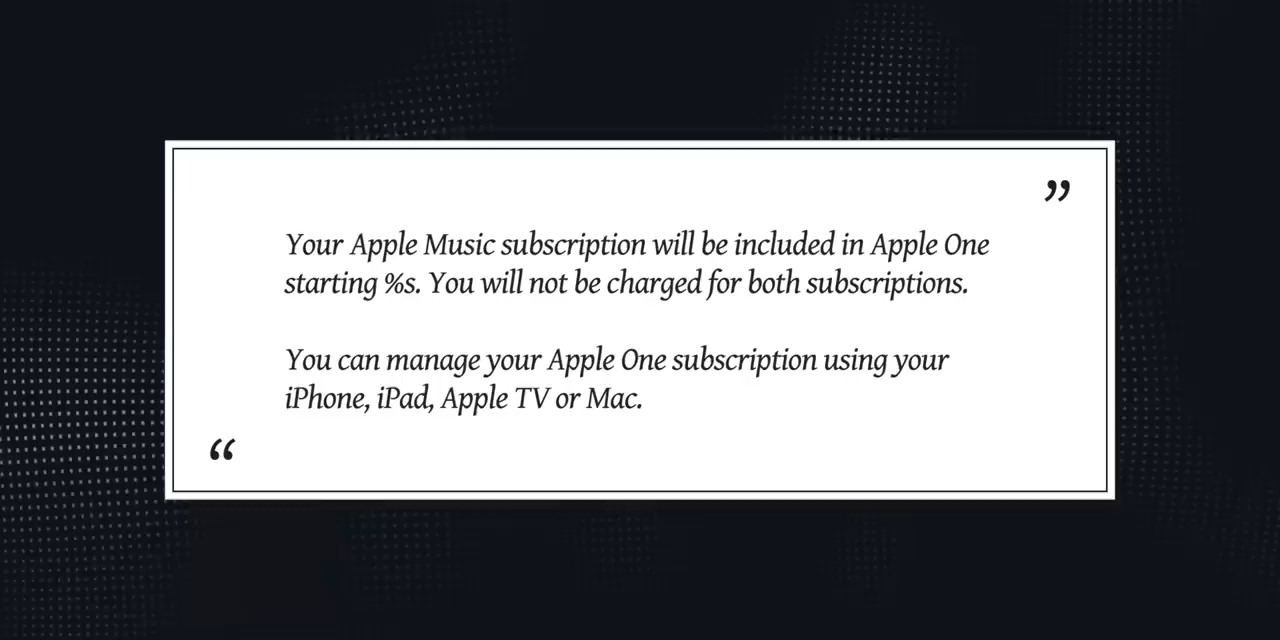 ”
Your Apple Music subscription will be included in Apple One
starting %s. You will not be charged for both subscriptions.
You can manage your Apple One subscription using your
iPhone, iPad, Apple TV or Mac.
“